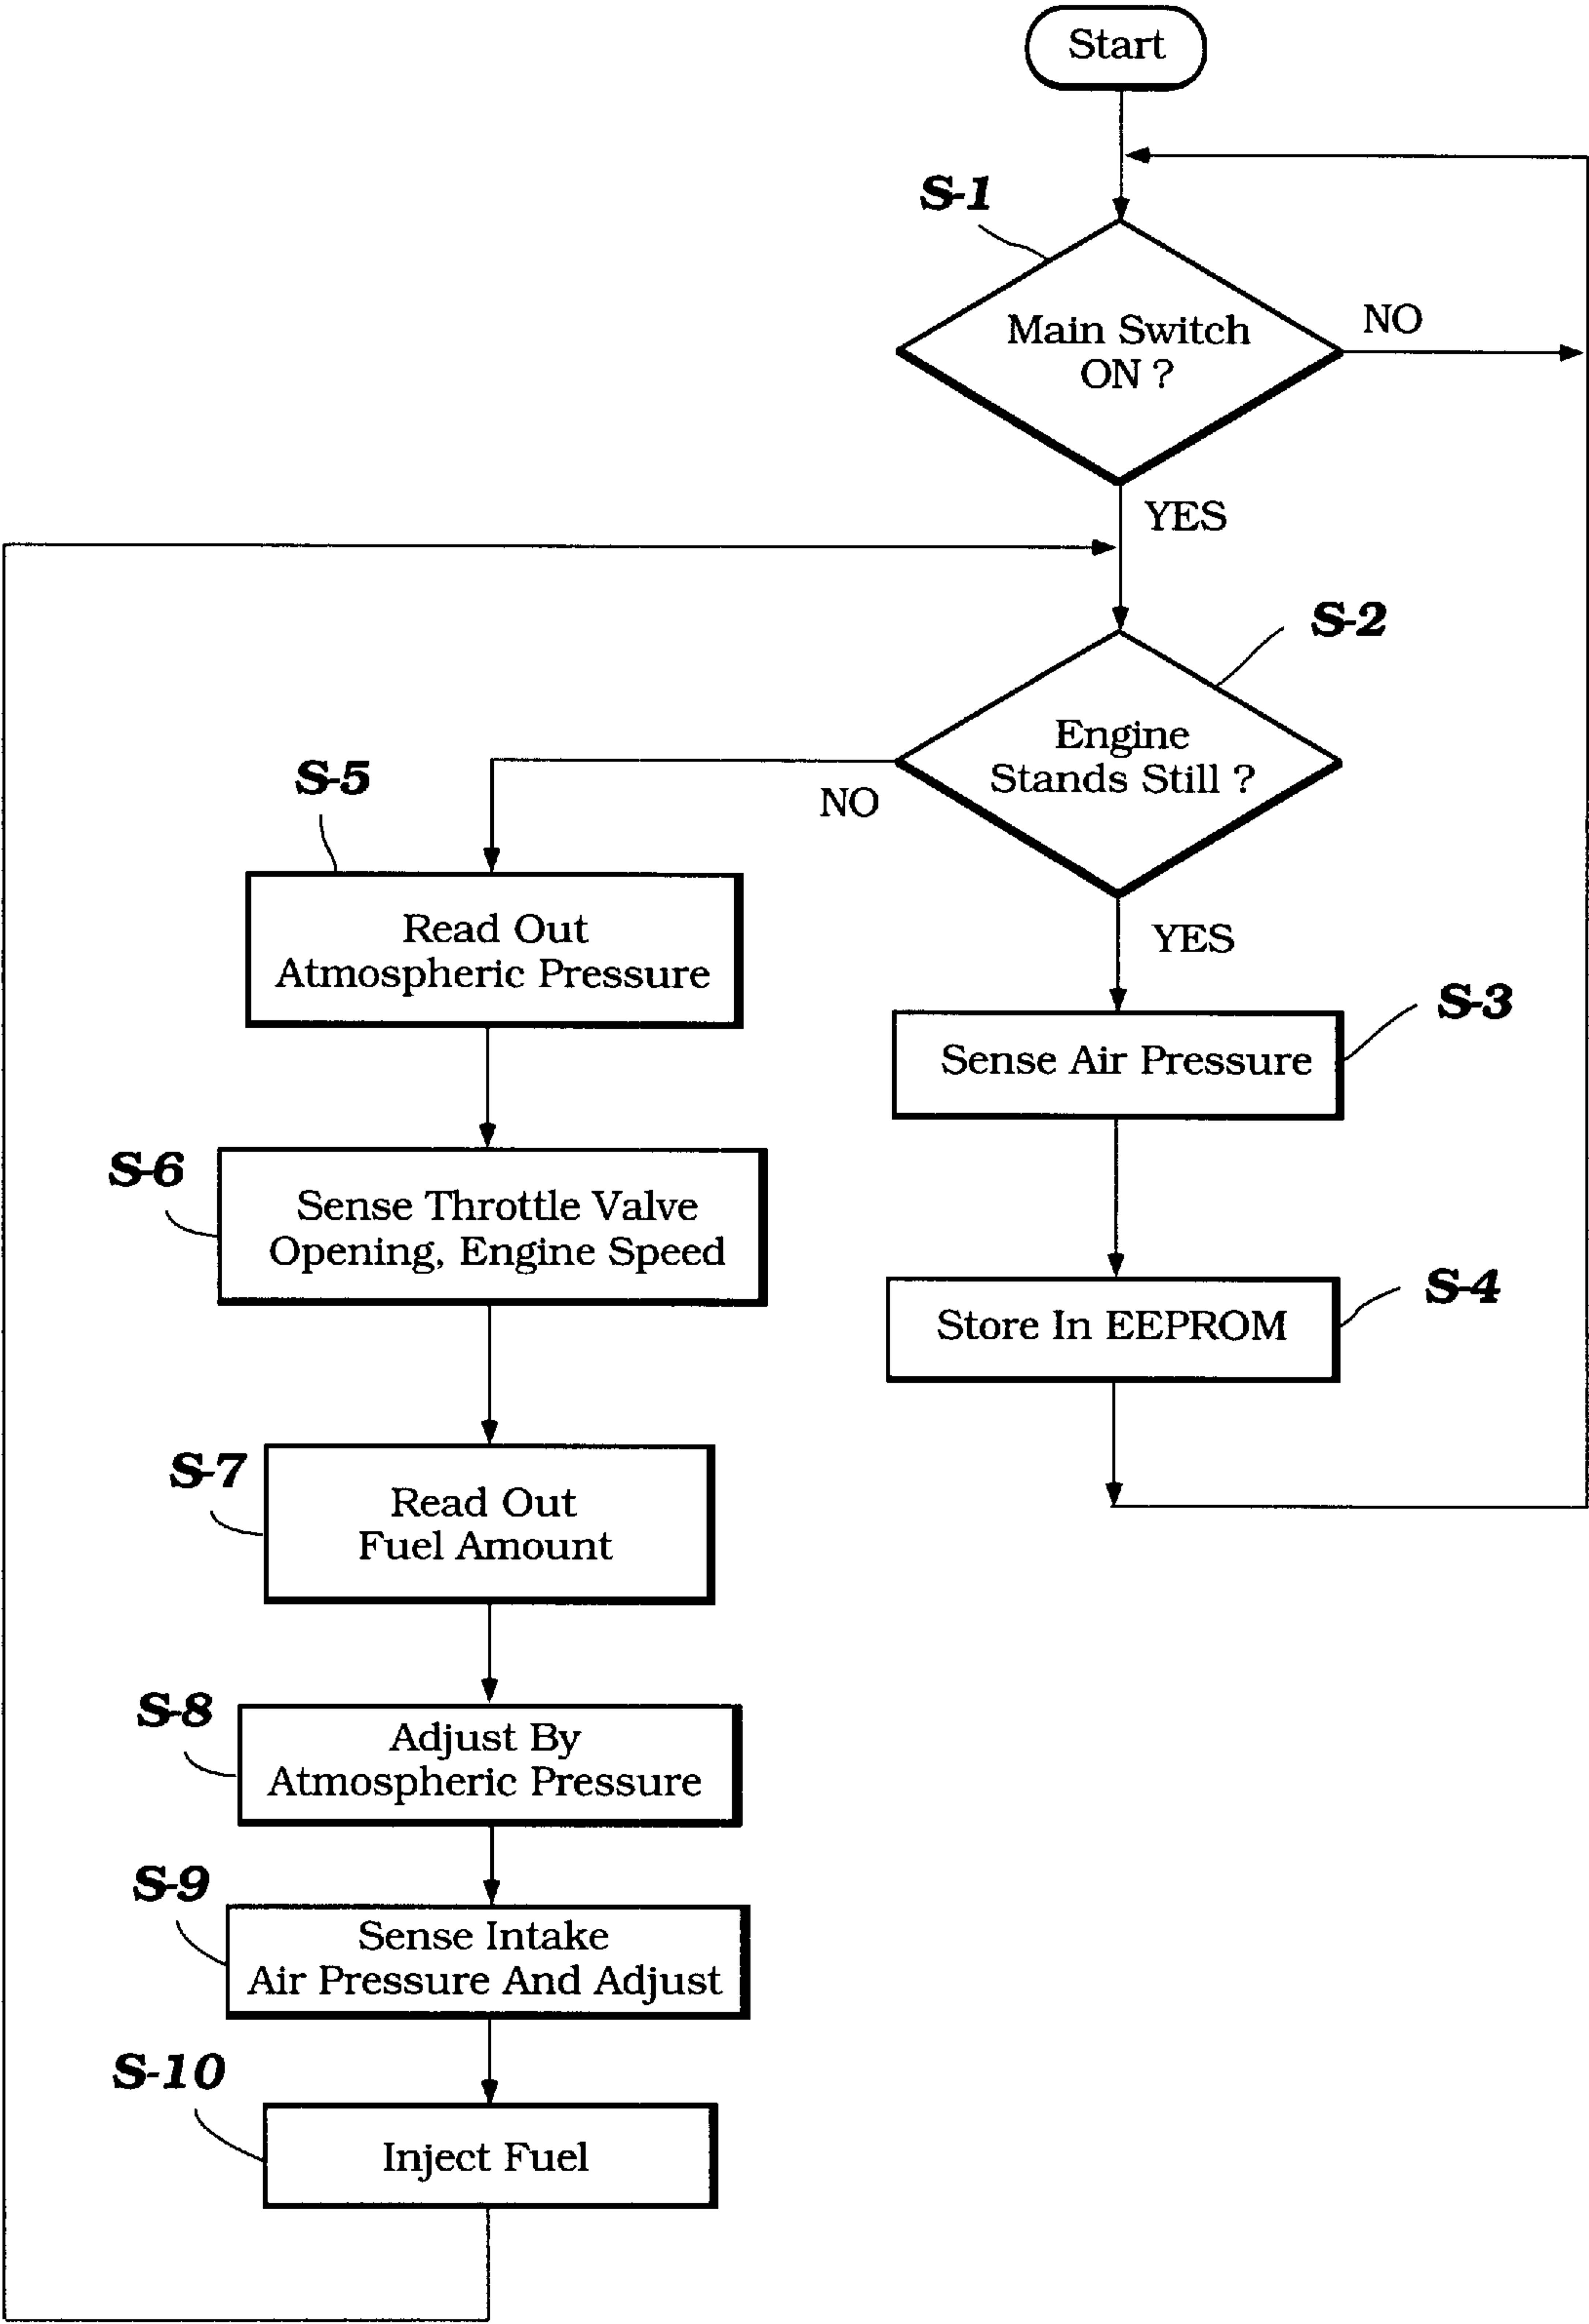 Start
S-1
Main Switch
ON ?
NO
YES
S-2
Engine
Stands Still ?
NO
YES
S-3
Sense Air Pressure
S-4
Store In EEPROM
S-5
Read Out
Atmospheric Pressure
S-6
Sense Throttle Valve
Opening, Engine Speed
S-7
Read Out
Fuel Amount
S-8
Adjust By
Atmospheric Pressure
S-9
Sense Intake
Air Pressure And Adjust
S-10
Inject Fuel